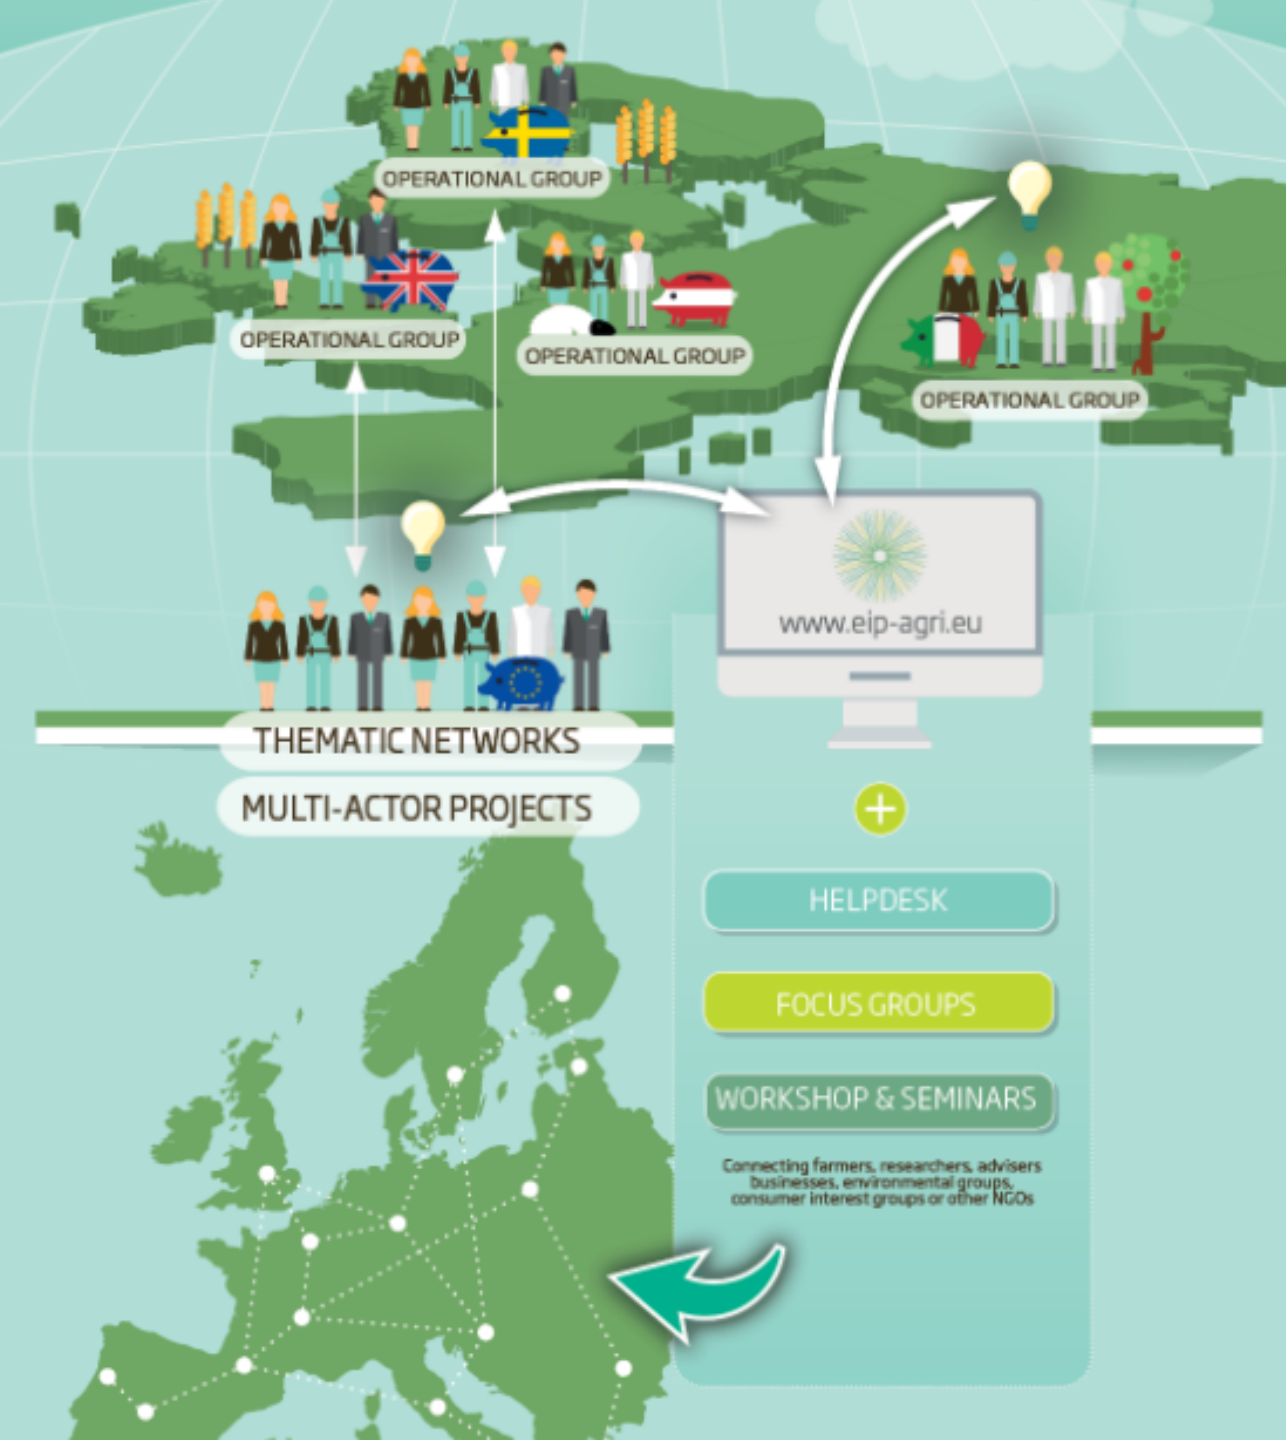 OPERATIONAL GROUP
OPERATIONAL GROUP
OPERATIONAL GROUP
OPERATIONAL GROUP
www.eip-agri.eu
THEMATIC NETWORKS
MULTI-ACTOR PROJECTS
+
HELPDESK
FOCUS GROUPS
WORKSHOP & SEMINARS
Connecting farmers, researchers, advisers
businesses, environmental groups,
consumer interest groups or other NGOs